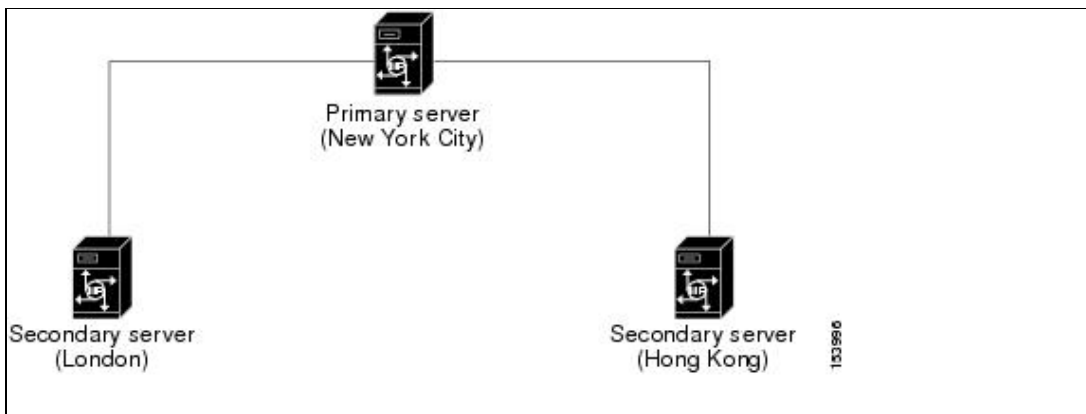 Primary server
(New York City)
Secondary server
(London)
Secondary server
(Hong Kong)
153996